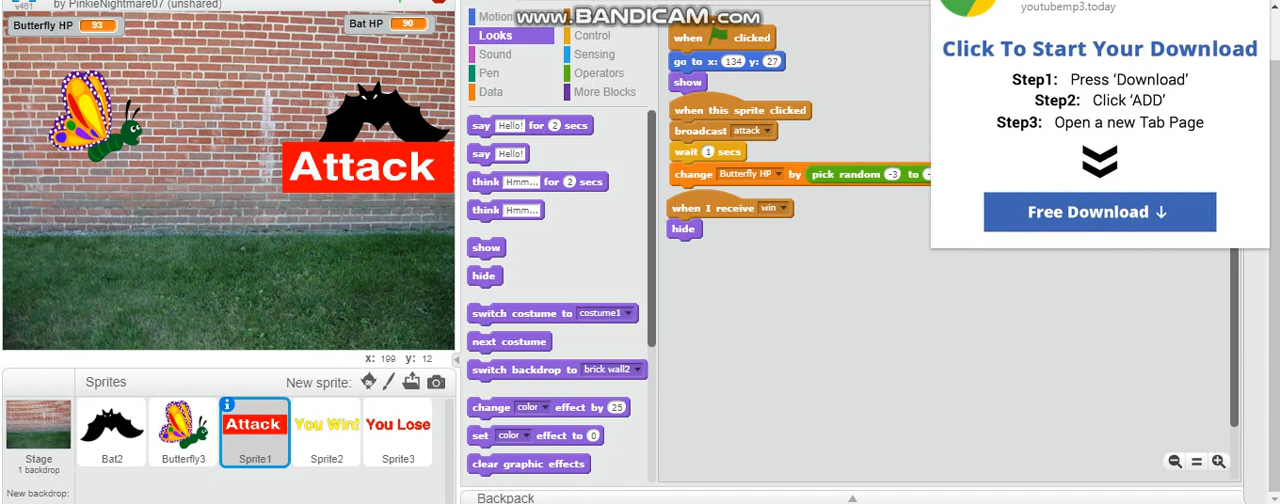 v461
by PinkieNightmare07 (unshared)
www.BANDICAM.com
youtubemp3.today
Butterfly HP 93
Bat HP 90
Attack
x: 199 y: 12
Sprites
New sprite:
Stage
1 backdrop
New backdrop:
Bat2
Butterfly3
Attack
Sprite1
You Win!
Sprite2
You Lose
Sprite3
Motion
Looks
Sound
Pen
Data
Control
Sensing
Operators
More Blocks
say Hello! for 2 secs
say Hello!
think Hmm... for 2 secs
think Hmm...
show
hide
switch costume to costume1
next costume
switch backdrop to brick wall2
change color effect by 25
set color effect to 0
clear graphic effects
when clicked
go to x: 134 y: 27
show
when this sprite clicked
broadcast attack
wait 1 secs
change Butterfly HP by pick random -3 to
when I receive win
hide
Backpack
Click To Start Your Download
Step1: Press ‘Download’
Step2: Click ‘ADD’
Step3: Open a new Tab Page
Free Download ↓